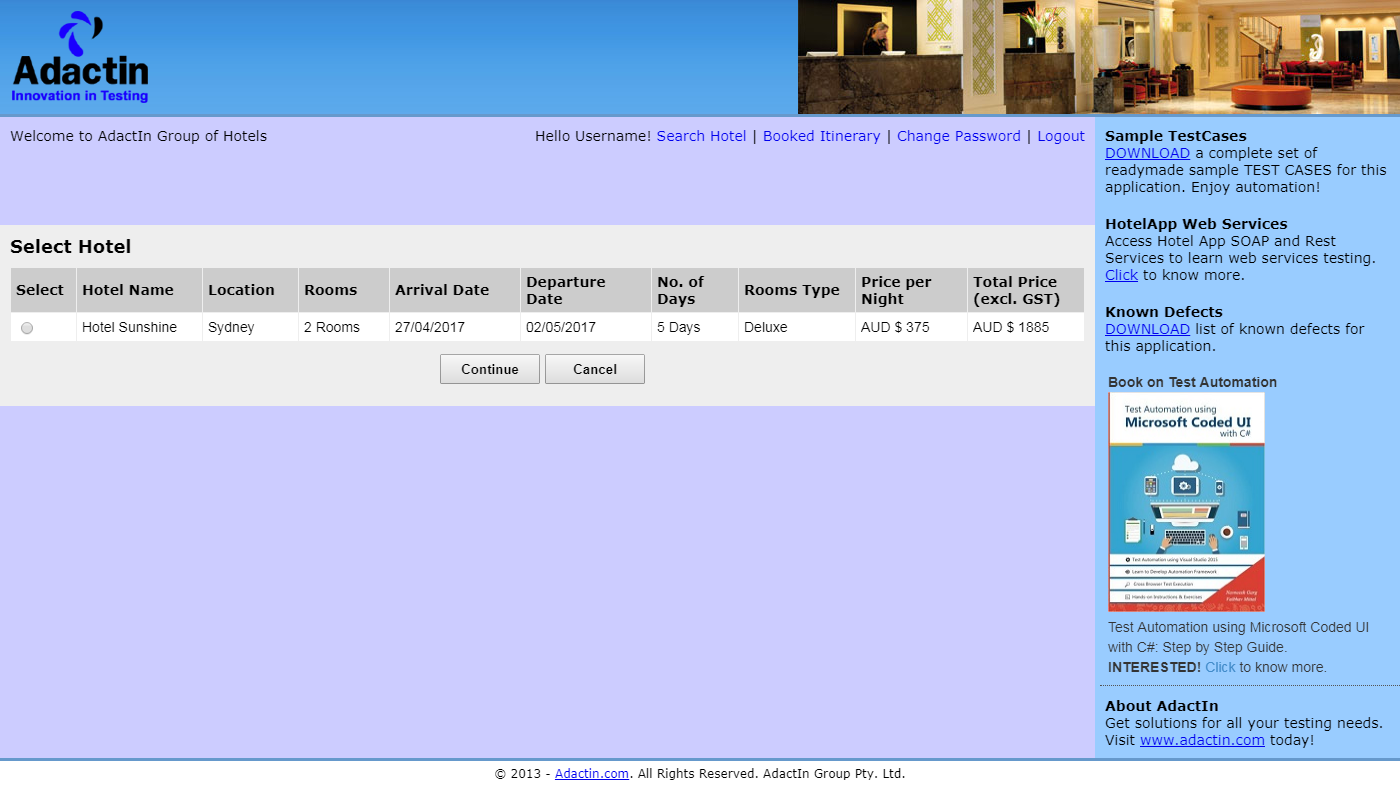 Adactin
Innovation in Testing
Welcome to AdactIn Group of Hotels
Hello Username! Search Hotel | Booked Itinerary | Change Password | Logout
Select Hotel
Select Hotel Name Location Rooms Arrival Date Departure Date No. of Days Rooms Type Price per Night Total Price (excl. GST)
Hotel Sunshine Sydney 2 Rooms 27/04/2017 02/05/2017 5 Days Deluxe AUD $ 375 AUD $ 1885
Continue Cancel
Sample TestCases
DOWNLOAD a complete set of
readymade sample TEST CASES for this
application. Enjoy automation!
HotelApp Web Services
Access Hotel App SOAP and Rest
Services to learn web services testing.
Click to know more.
Known Defects
DOWNLOAD list of known defects for
this application.
Book on Test Automation
Test Automation using
Microsoft Coded UI
with C#
Test Automation using Visual Studio 2015
Learn to Develop Automation Framework
Cross Browser Test Execution
Hands on Instructions & Exercises
Navneesh Garg
Test Automation using Microsoft Coded UI
with C#: Step by Step Guide.
INTERESTED! Click to know more.
About AdactIn
Get solutions for all your testing needs.
Visit www.adactin.com today!
© 2013 - Adactin.com. All Rights Reserved. AdactIn Group Pty. Ltd.